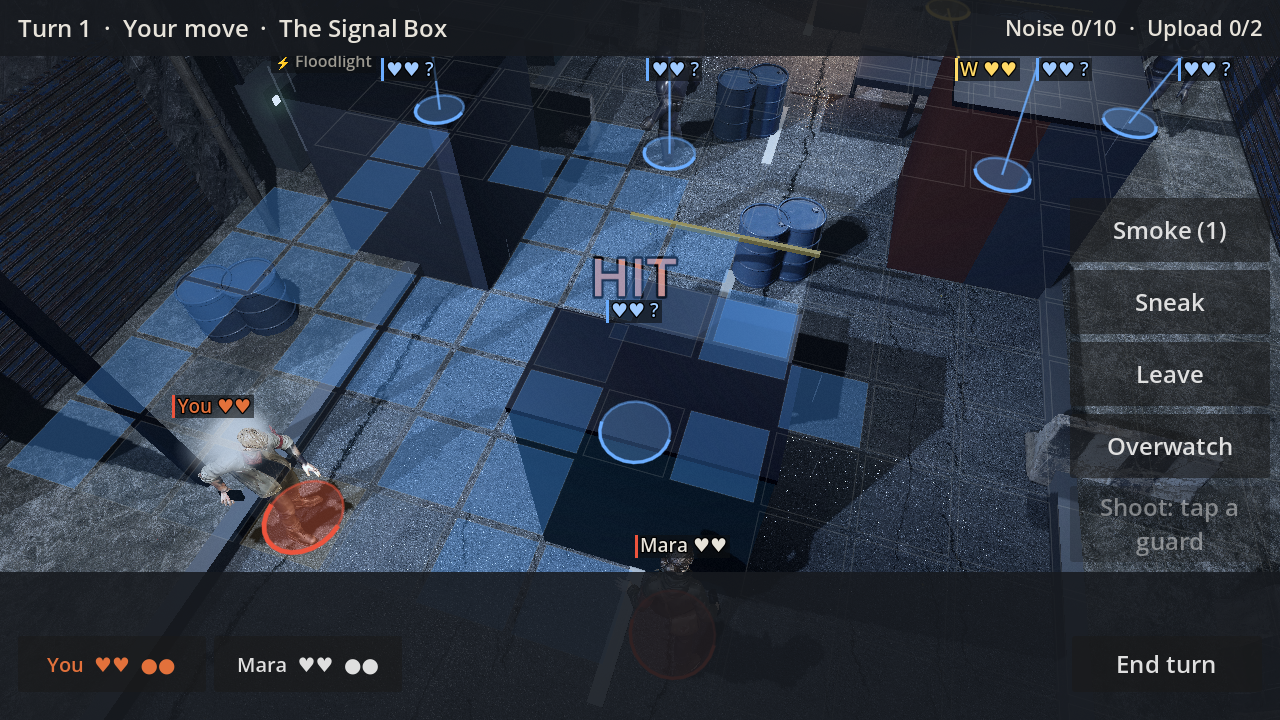 Turn 1 · Your move · The Signal Box
Noise 0/10 · Upload 0/2
⚡ Floodlight
♥♥ ?
♥♥ ?
W ♥♥
♥♥ ?
♥♥ ?
Smoke (1)
HIT
♥♥ ?
Sneak
Leave
You ♥♥
Overwatch
Shoot: tap a
guard
Mara ♥♥
You ♥♥ ●●
Mara ♥♥ ●●
End turn